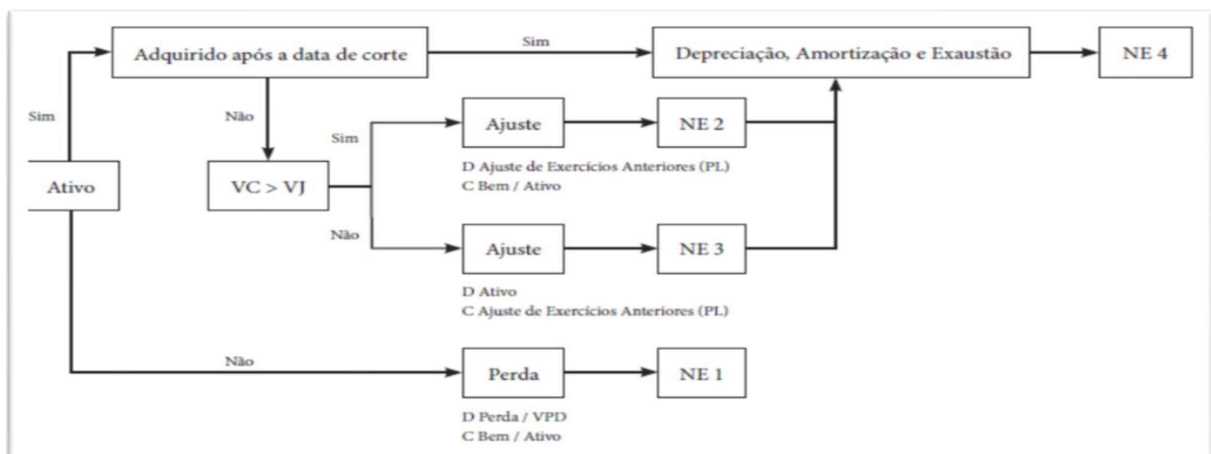 Sim
Adquirido após a data de corte
Sim
Depreciação, Amortização e Exaustão
NE 4
Não
Ativo
VC > VJ
Sim
Ajuste
NE 2
D Ajuste de Exercícios Anteriores (PL)
C Bem / Ativo
Não
Ajuste
NE 3
D Ativo
C Ajuste de Exercícios Anteriores (PL)
Não
Perda
NE 1
D Perda / VPD
C Bem / Ativo